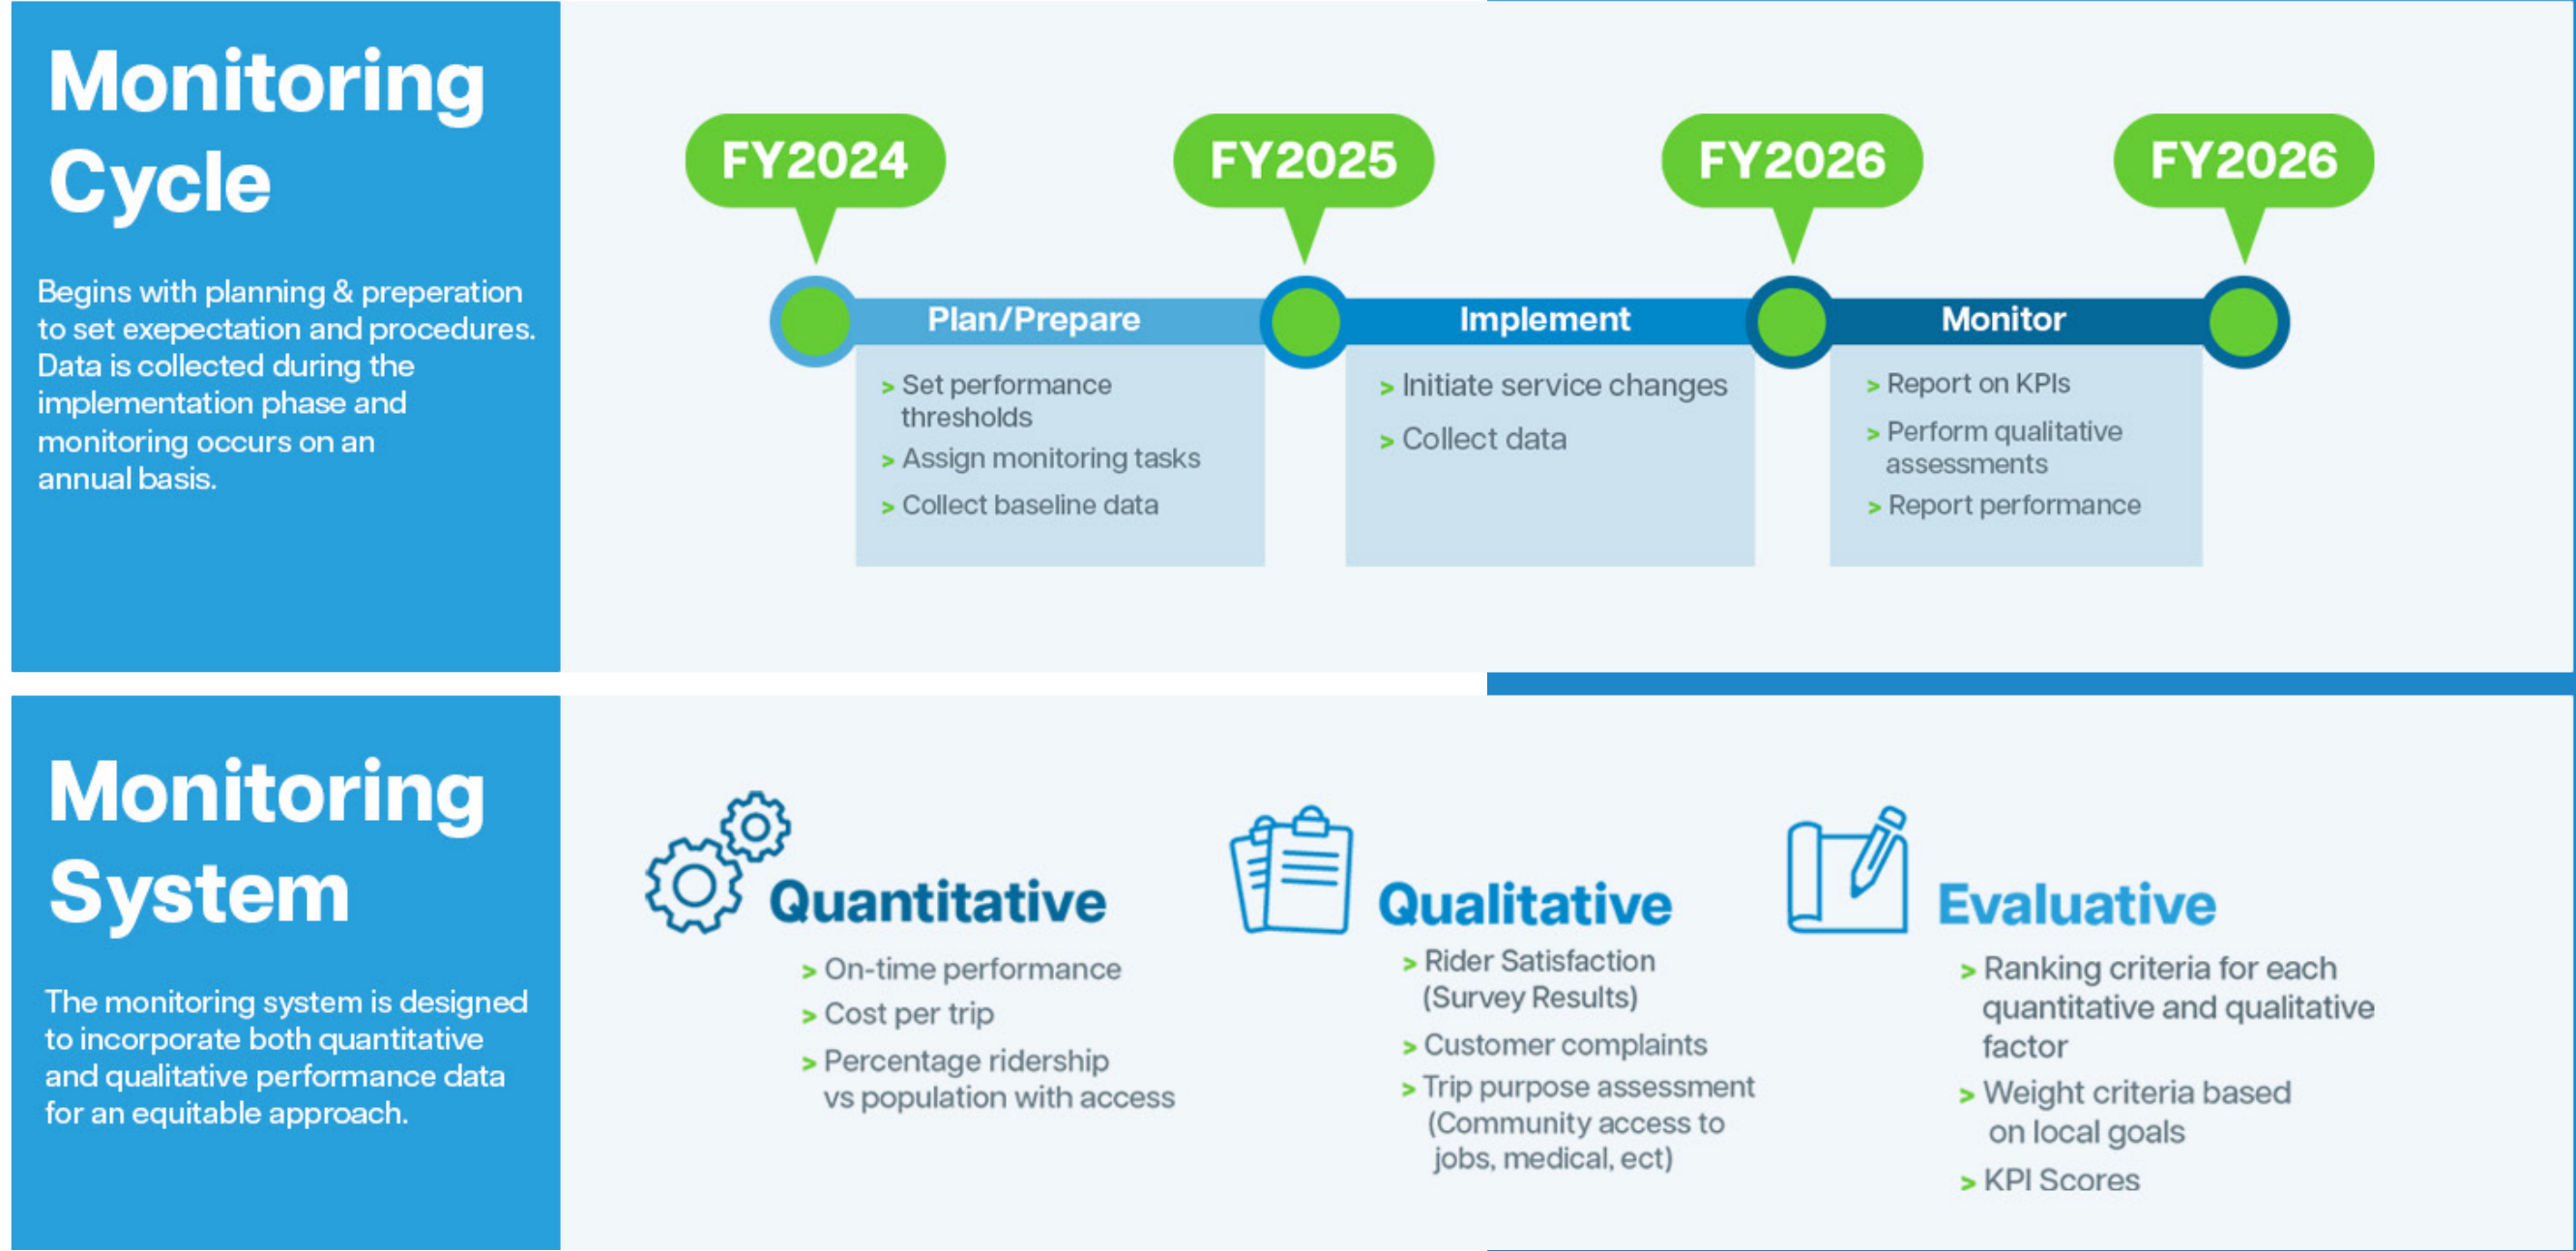 Monitoring
Cycle
Begins with planning & preperation
to set exepectation and procedures.
Data is collected during the
implementation phase and
monitoring occurs on an
annual basis.
FY2024
FY2025
FY2026
FY2026
Plan/Prepare
> Set performance
thresholds
> Assign monitoring tasks
> Collect baseline data
Implement
> Initiate service changes
> Collect data
Monitor
> Report on KPIs
> Perform qualitative
assessments
> Report performance
Monitoring
System
The monitoring system is designed
to incorporate both quantitative
and qualitative performance data
for an equitable approach.
Quantitative
> On-time performance
> Cost per trip
> Percentage ridership
vs population with access
Qualitative
> Rider Satisfaction
(Survey Results)
> Customer complaints
> Trip purpose assessment
(Community access to
jobs, medical, ect)
Evaluative
> Ranking criteria for each
quantitative and qualitative
factor
> Weight criteria based
on local goals
> KPI Scores